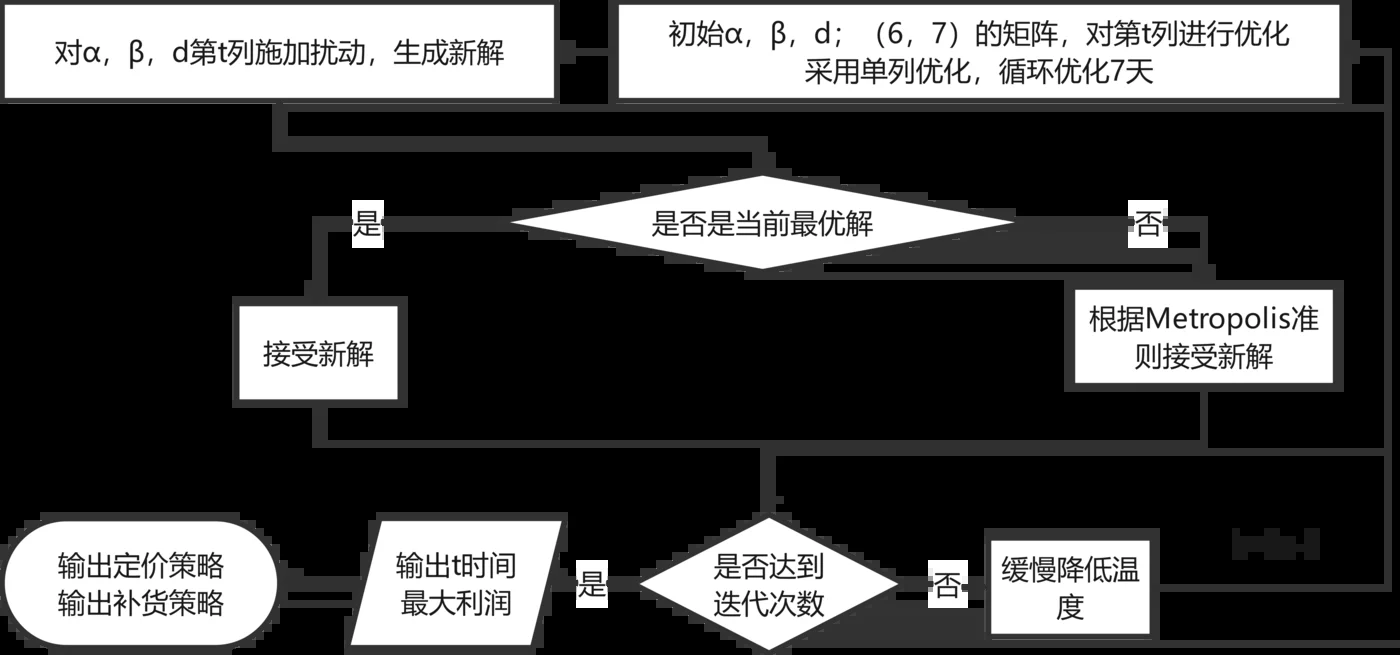 对α，β，d第t列施加扰动，生成新解
初始α，β，d；（6，7）的矩阵，对第t列进行优化
采用单列优化，循环优化7天
是否是当前最优解
是
否
接受新解
根据Metropolis准
则接受新解
输出定价策略
输出补货策略
输出t时间
最大利润
是
是否达到
迭代次数
否
缓慢降低温
度